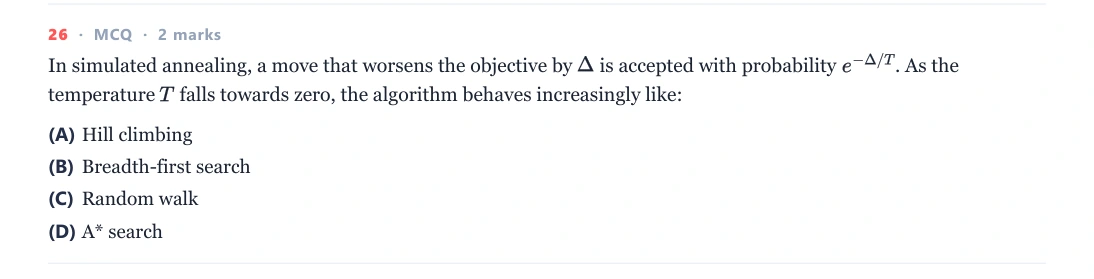 26 · MCQ · 2 marks
In simulated annealing, a move that worsens the objective by Δ is accepted with probability $e^{-\Delta/T}$. As the
temperature T falls towards zero, the algorithm behaves increasingly like:
(A) Hill climbing
(B) Breadth-first search
(C) Random walk
(D) A* search